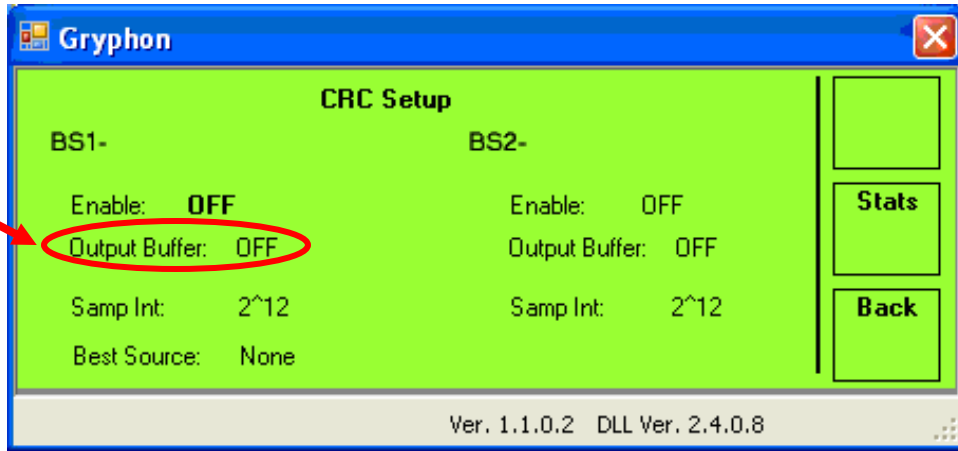 Gryphon
CRC Setup
BS1- BS2-
Enable: OFF Enable: OFF Stats
Output Buffer: OFF Output Buffer: OFF
Samp Int: 2^12 Samp Int: 2^12 Back
Best Source: None
Ver. 1.1.0.2 DLL Ver. 2.4.0.8